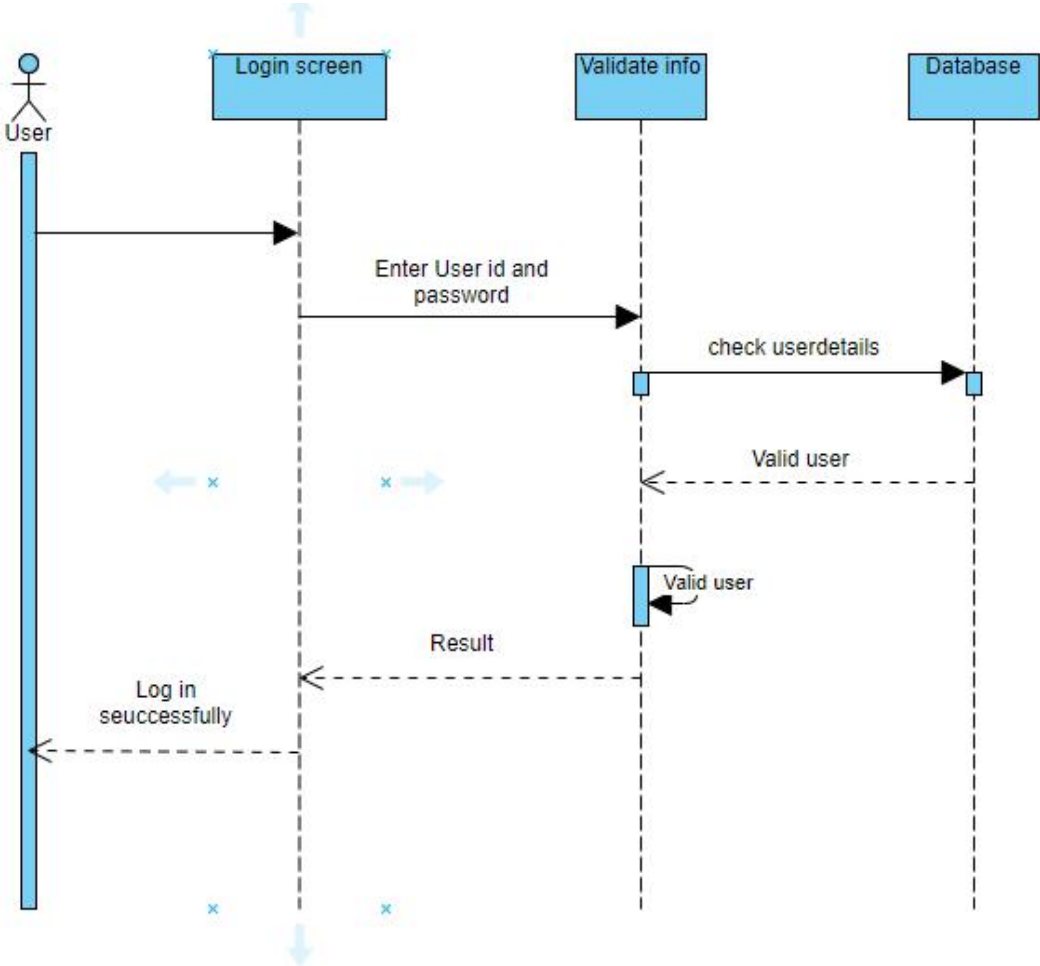 Login screen
Validate info
Database
User
Enter User id and
password
check userdetails
Valid user
Valid user
Result
Log in
seuccessfully